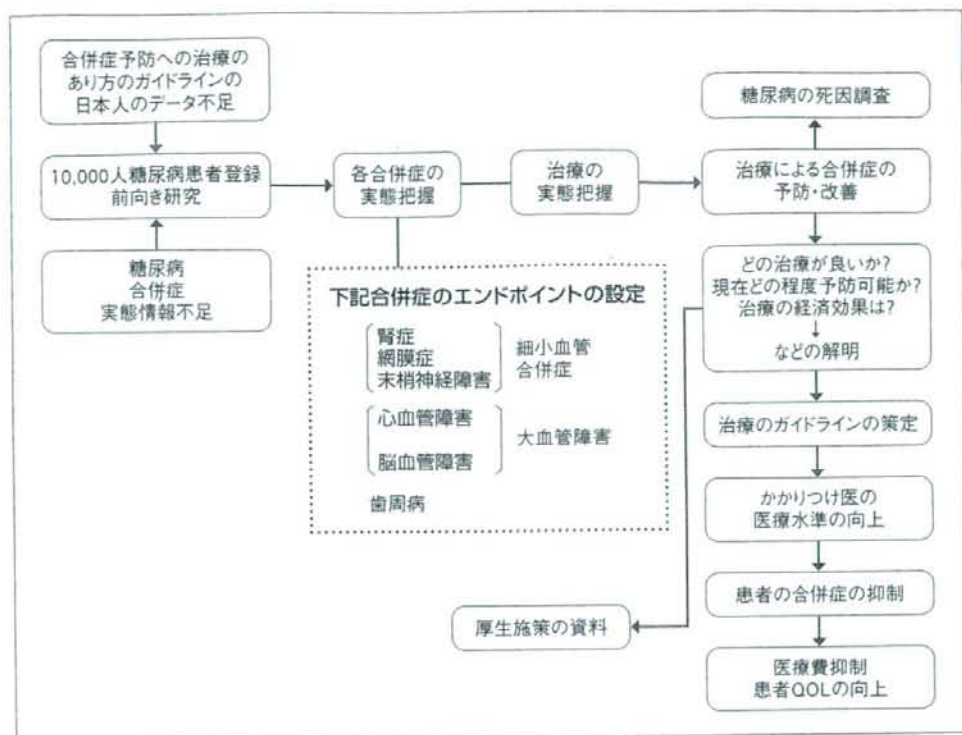 合併症予防への治療の
あり方のガイドラインの
日本人のデータ不足
10,000人糖尿病患者登録
前向き研究
糖尿病
合併症
実態情報不足
各合併症の
実態把握
治療の
実態把握
糖尿病の死因調査
治療による合併症の
予防・改善
下記合併症のエンドポイントの設定
腎症
網膜症
末梢神経障害
細小血管
合併症
心血管障害
脳血管障害
大血管障害
歯周病
どの治療が良いか?
現在どの程度予防可能か?
治療の経済効果は?
などの解明
治療のガイドラインの策定
かかりつけ医の
医療水準の向上
患者の合併症の抑制
厚生施策の資料
医療費抑制
患者QOLの向上